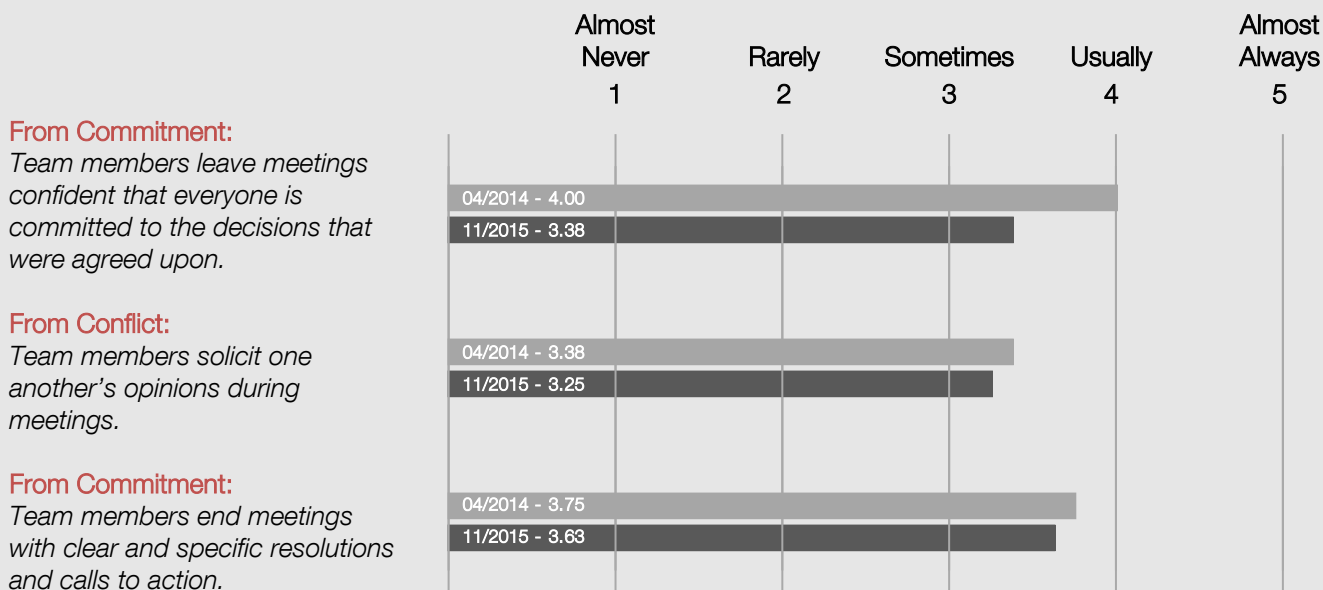 Almost
Never
1
Rarely
2
Sometimes
3
Usually
4
Almost
Always
5
From Commitment:
Team members leave meetings
confident that everyone is
committed to the decisions that
were agreed upon.
04/2014 - 4.00
11/2015 - 3.38
From Conflict:
Team members solicit one
another’s opinions during
meetings.
04/2014 - 3.38
11/2015 - 3.25
From Commitment:
Team members end meetings
with clear and specific resolutions
and calls to action.
04/2014 - 3.75
11/2015 - 3.63